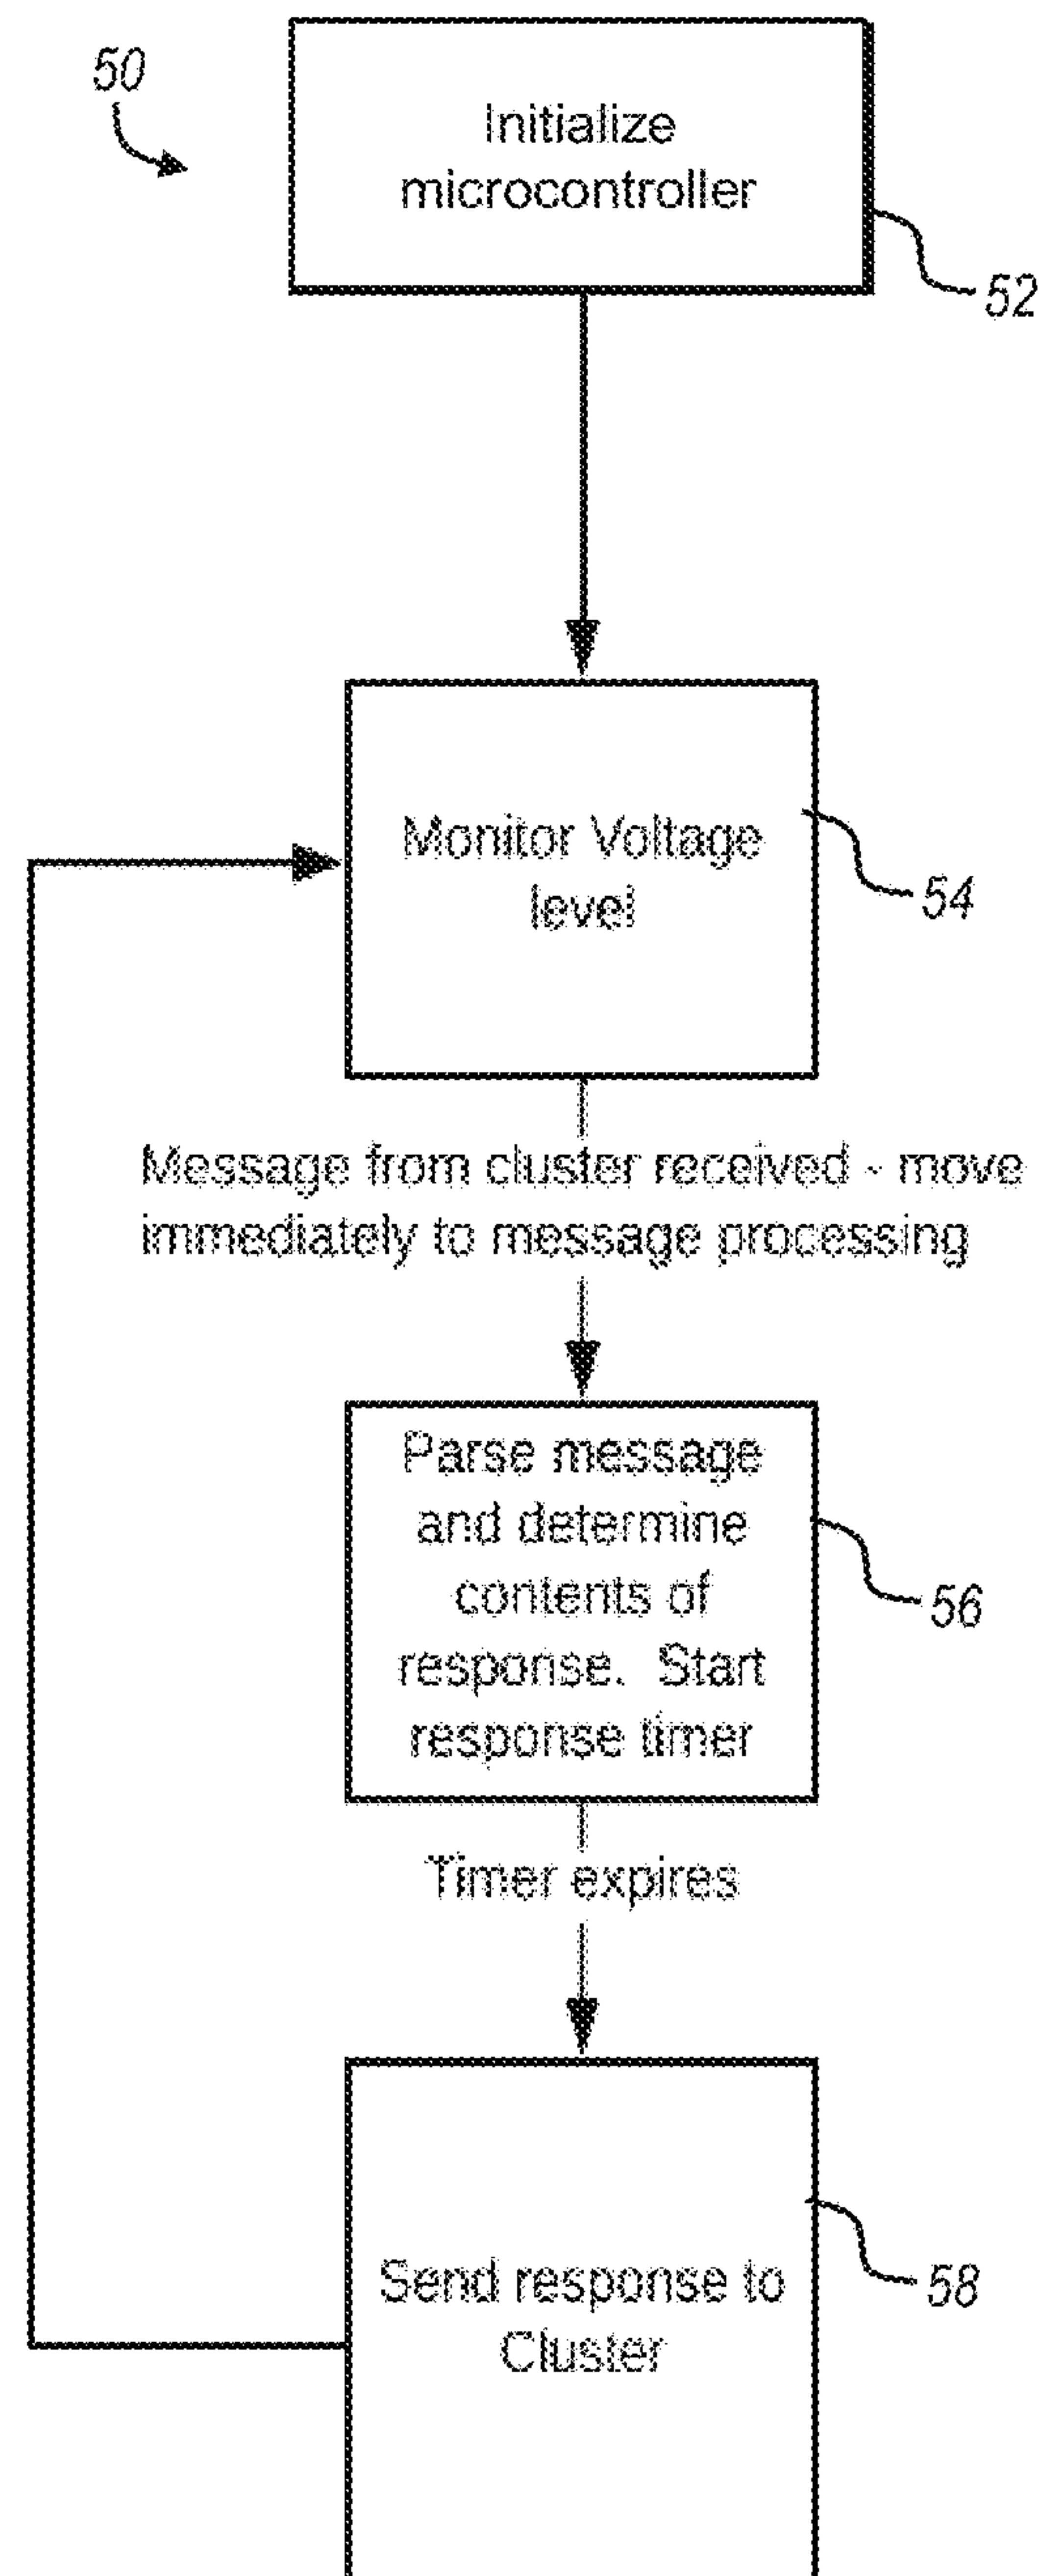 50
Initialize
microcontroller
52
Monitor Voltage
level
54
Message from cluster received - move
immediately to message processing
Parse message
and determine
contents of
response. Start
response timer
56
Timer expires
Send response to
Cluster
58